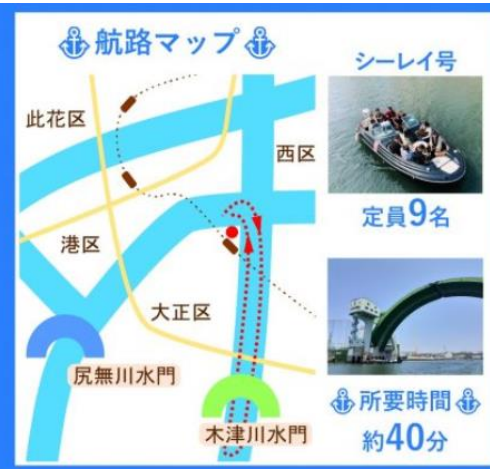 航路マップ
此花区
西区
港区
大正区
尻無川水門
木津川水門
シーレイ号
定員9名
所要時間
約40分